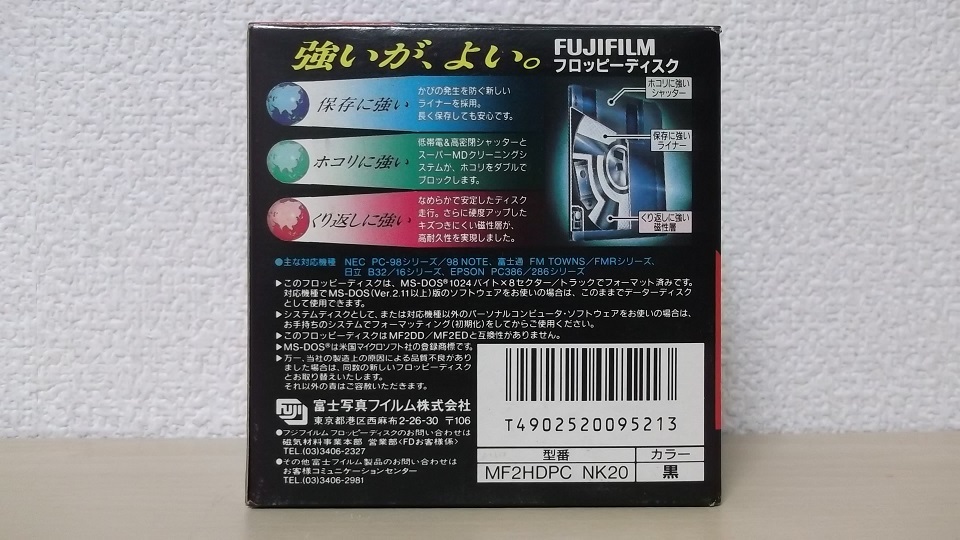 強いが、よい。
FUJIFILM
フロッピーディスク
保存に強い
かびの発生を防ぐ新しい
ライナーを採用。
長く保存しても安心です。
ホコリに強い
低帯電&高密閉シャッターと
スーパーMDクリーニングシ
ステムが、ホコリをダブルで
ブロックします。
くり返しに強い
なめらかで安定したディスク
走行。さらに硬度アップした
キズつきにくい磁性層が、
高耐久性を実現しました。
ホコリに強い
シャッター
保存に強い
ライナー
くり返しに強い
磁性層
●主な対応機種 NEC PC-98シリーズ/98 NOTE、富士通 FM TOWNS/FMRシリーズ、
日立 B32/16シリーズ、EPSON PC386/286シリーズ
▶このフロッピーディスクは、MS-DOS®1024バイト×8セクター/トラックでフォーマット済みです。
対応機種でMS-DOS(Ver.2.11以上)版のソフトウェアをお使いの場合は、このままでデーターディスク
として使用できます。
▶システムディスクとして、または対応機種以外のパーソナルコンピュータ・ソフトウェアをお使いの場合は、
お手持ちのシステムでフォーマッティング(初期化)をしてからご使用ください。
▶このフロッピーディスクはMF2DD/MF2EDと互換性がありません。
▶MS-DOS®は米国マイクロソフト社の登録商標です。
▶万一、当社の製造上の原因による品質不良があり
ました場合は、同数の新しいフロッピーディスク
とお取り替えいたします。
それ以外の責はご容赦いただきます。
FUJI 富士写真フイルム株式会社
東京都港区西麻布2-26-30 〒106
●フジフイルム フロッピーディスクのお問い合わせは
磁気材料事業本部 営業部〈FDお客様係〉
TEL.(03)3406-2327
●その他富士フイルム製品のお問い合わせは
お客様コミュニケーションセンター
TEL.(03)3406-2981
T4902520095213
型番 カラー
MF2HDPC NK20 黒